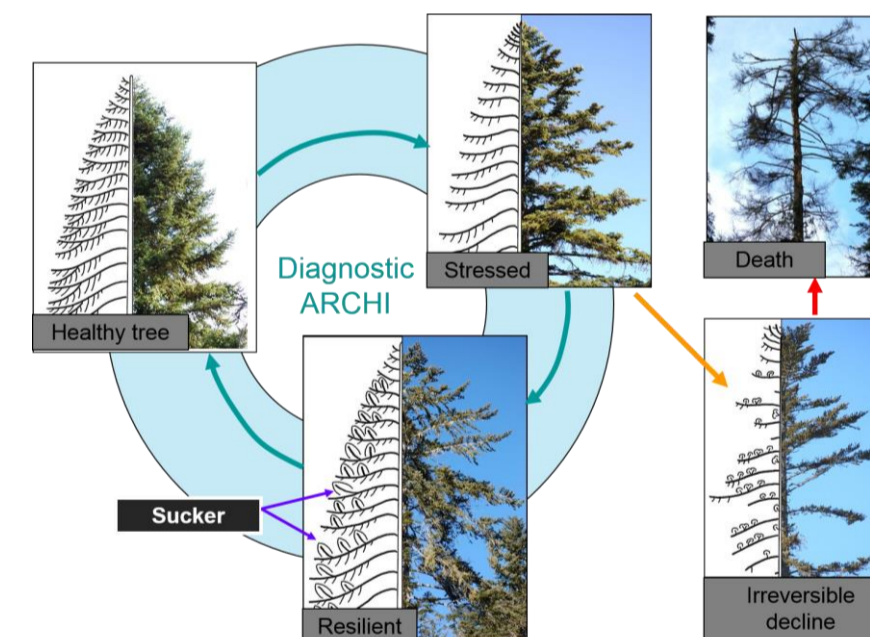 Healthy tree
Stressed
Death
Diagnostic
ARCHI
Sucker
Resilient
Irreversible
decline